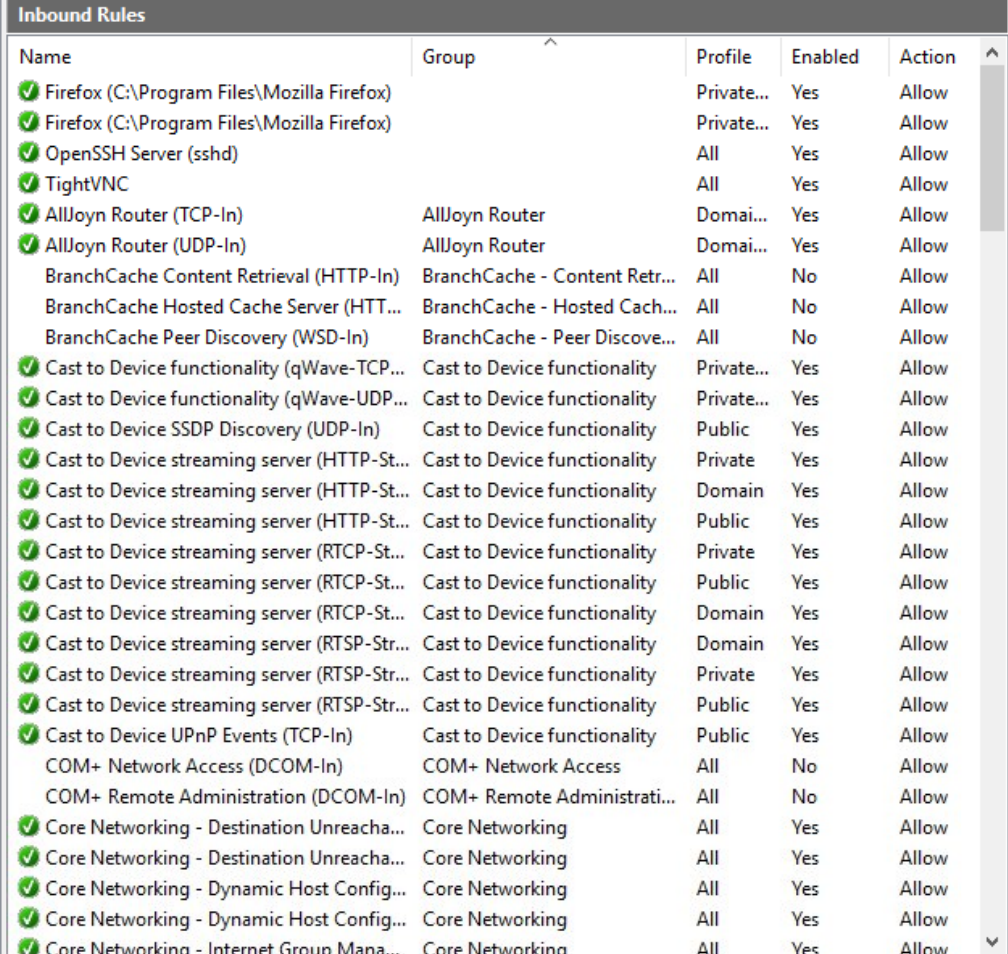 Inbound Rules
Name Group Profile Enabled Action
Firefox (C:\Program Files\Mozilla Firefox) Private... Yes Allow
Firefox (C:\Program Files\Mozilla Firefox) Private... Yes Allow
OpenSSH Server (sshd) All Yes Allow
TightVNC All Yes Allow
AllJoyn Router (TCP-In) AllJoyn Router Domai... Yes Allow
AllJoyn Router (UDP-In) AllJoyn Router Domai... Yes Allow
BranchCache Content Retrieval (HTTP-In) BranchCache - Content Retr... All No Allow
BranchCache Hosted Cache Server (HTT... BranchCache - Hosted Cach... All No Allow
BranchCache Peer Discovery (WSD-In) BranchCache - Peer Discove... All No Allow
Cast to Device functionality (qWave-TCP... Cast to Device functionality Private... Yes Allow
Cast to Device functionality (qWave-UDP... Cast to Device functionality Private... Yes Allow
Cast to Device SSDP Discovery (UDP-In) Cast to Device functionality Public Yes Allow
Cast to Device streaming server (HTTP-St... Cast to Device functionality Private Yes Allow
Cast to Device streaming server (HTTP-St... Cast to Device functionality Domain Yes Allow
Cast to Device streaming server (HTTP-St... Cast to Device functionality Public Yes Allow
Cast to Device streaming server (RTCP-St... Cast to Device functionality Private Yes Allow
Cast to Device streaming server (RTCP-St... Cast to Device functionality Public Yes Allow
Cast to Device streaming server (RTCP-St... Cast to Device functionality Domain Yes Allow
Cast to Device streaming server (RTSP-Str... Cast to Device functionality Domain Yes Allow
Cast to Device streaming server (RTSP-Str... Cast to Device functionality Private Yes Allow
Cast to Device streaming server (RTSP-Str... Cast to Device functionality Public Yes Allow
Cast to Device UPnP Events (TCP-In) Cast to Device functionality Public Yes Allow
COM+ Network Access (DCOM-In) COM+ Network Access All No Allow
COM+ Remote Administration (DCOM-In) COM+ Remote Administrati... All No Allow
Core Networking - Destination Unreacha... Core Networking All Yes Allow
Core Networking - Destination Unreacha... Core Networking All Yes Allow
Core Networking - Dynamic Host Config... Core Networking All Yes Allow
Core Networking - Dynamic Host Config... Core Networking All Yes Allow
Core Networking - Internet Group Mana... Core Networking All Yes Allow